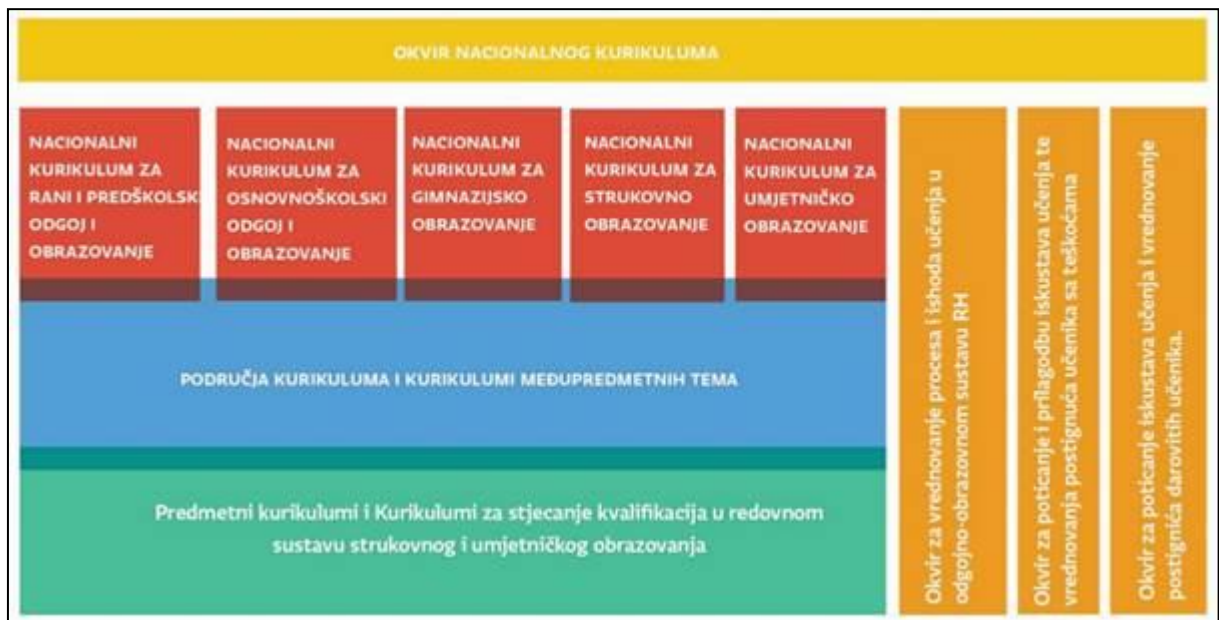 OKVIR NACIONALNOG KURIKULUMA
NACIONALNI
KURIKULUM ZA
RANI I PREDŠKOLSK
ODGOJ I
OBRAZOVANJE
NACIONALNI
KURIKULUM ZA
OSNOVNOŠKOLSKI
ODGOJ I
OBRAZOVANJE
NACIONALNI
KURIKULUM ZA
GIMNAZIJSKO
OBRAZOVANJE
NACIONALNI
KURIKULUM ZA
STRUKOVNO
OBRAZOVANJE
NACIONALNI
KURIKULUM ZA
UMJETNIČKO
OBRAZOVANJE
PODRUČJA KURIKULUMA I KURIKULUMI MEĐUPREDMETNIH TEMA
Predmetni kurikulumi i Kurikulumi za stjecanje kvalifikacija u redovnom
sustavu strukovnog i umjetničkog obrazovanja
Okvir za vrednovanje procesa i ishoda učenja u
odgojno-obrazovnom sustavu RH
Okvir za poticanje i prilagodbu iskustava učenja te
vrednovanja postignuća učenika sa teškoćama
Okvir za poticanje iskustava učenja i vrednovanje
postignića darovitih učenika.